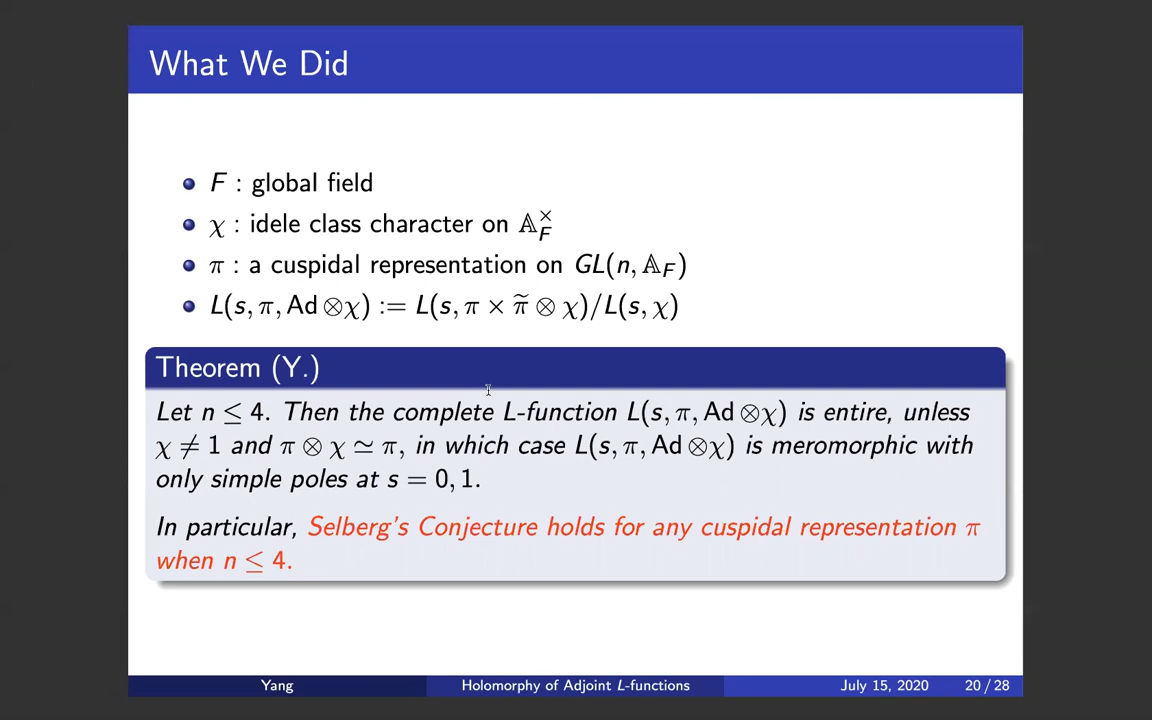 What We Did
F : global field
χ : idele class character on 𝔸_F^×
π : a cuspidal representation on GL(n, 𝔸_F)
L(s, π, Ad ⊗χ) := L(s, π × π̃ ⊗ χ)/L(s, χ)
Theorem (Y.)
Let n ≤ 4. Then the complete L-function L(s, π, Ad ⊗χ) is entire, unless
χ ≠ 1 and π ⊗ χ ≃ π, in which case L(s, π, Ad ⊗χ) is meromorphic with
only simple poles at s = 0, 1.
In particular, Selberg's Conjecture holds for any cuspidal representation π
when n ≤ 4.
Yang Holomorphy of Adjoint L-functions July 15, 2020 20 / 28